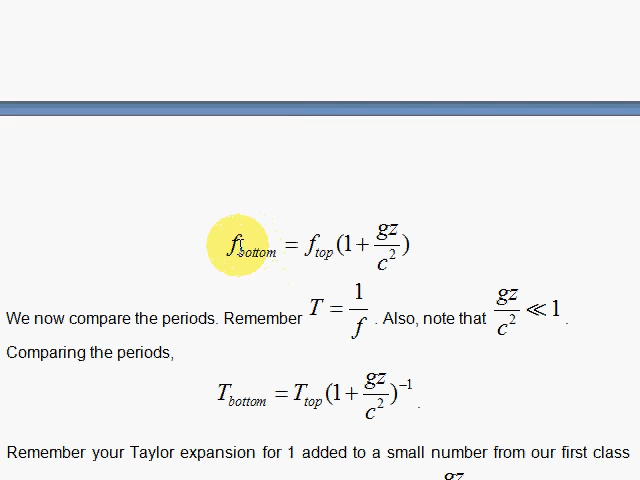 f_bottom = f_top(1 + gz/c²)
We now compare the periods. Remember T = 1/f . Also, note that gz/c² ≪ 1 .
Comparing the periods,
T_bottom = T_top(1 + gz/c²)⁻¹ .
Remember your Taylor expansion for 1 added to a small number from our first class
gz